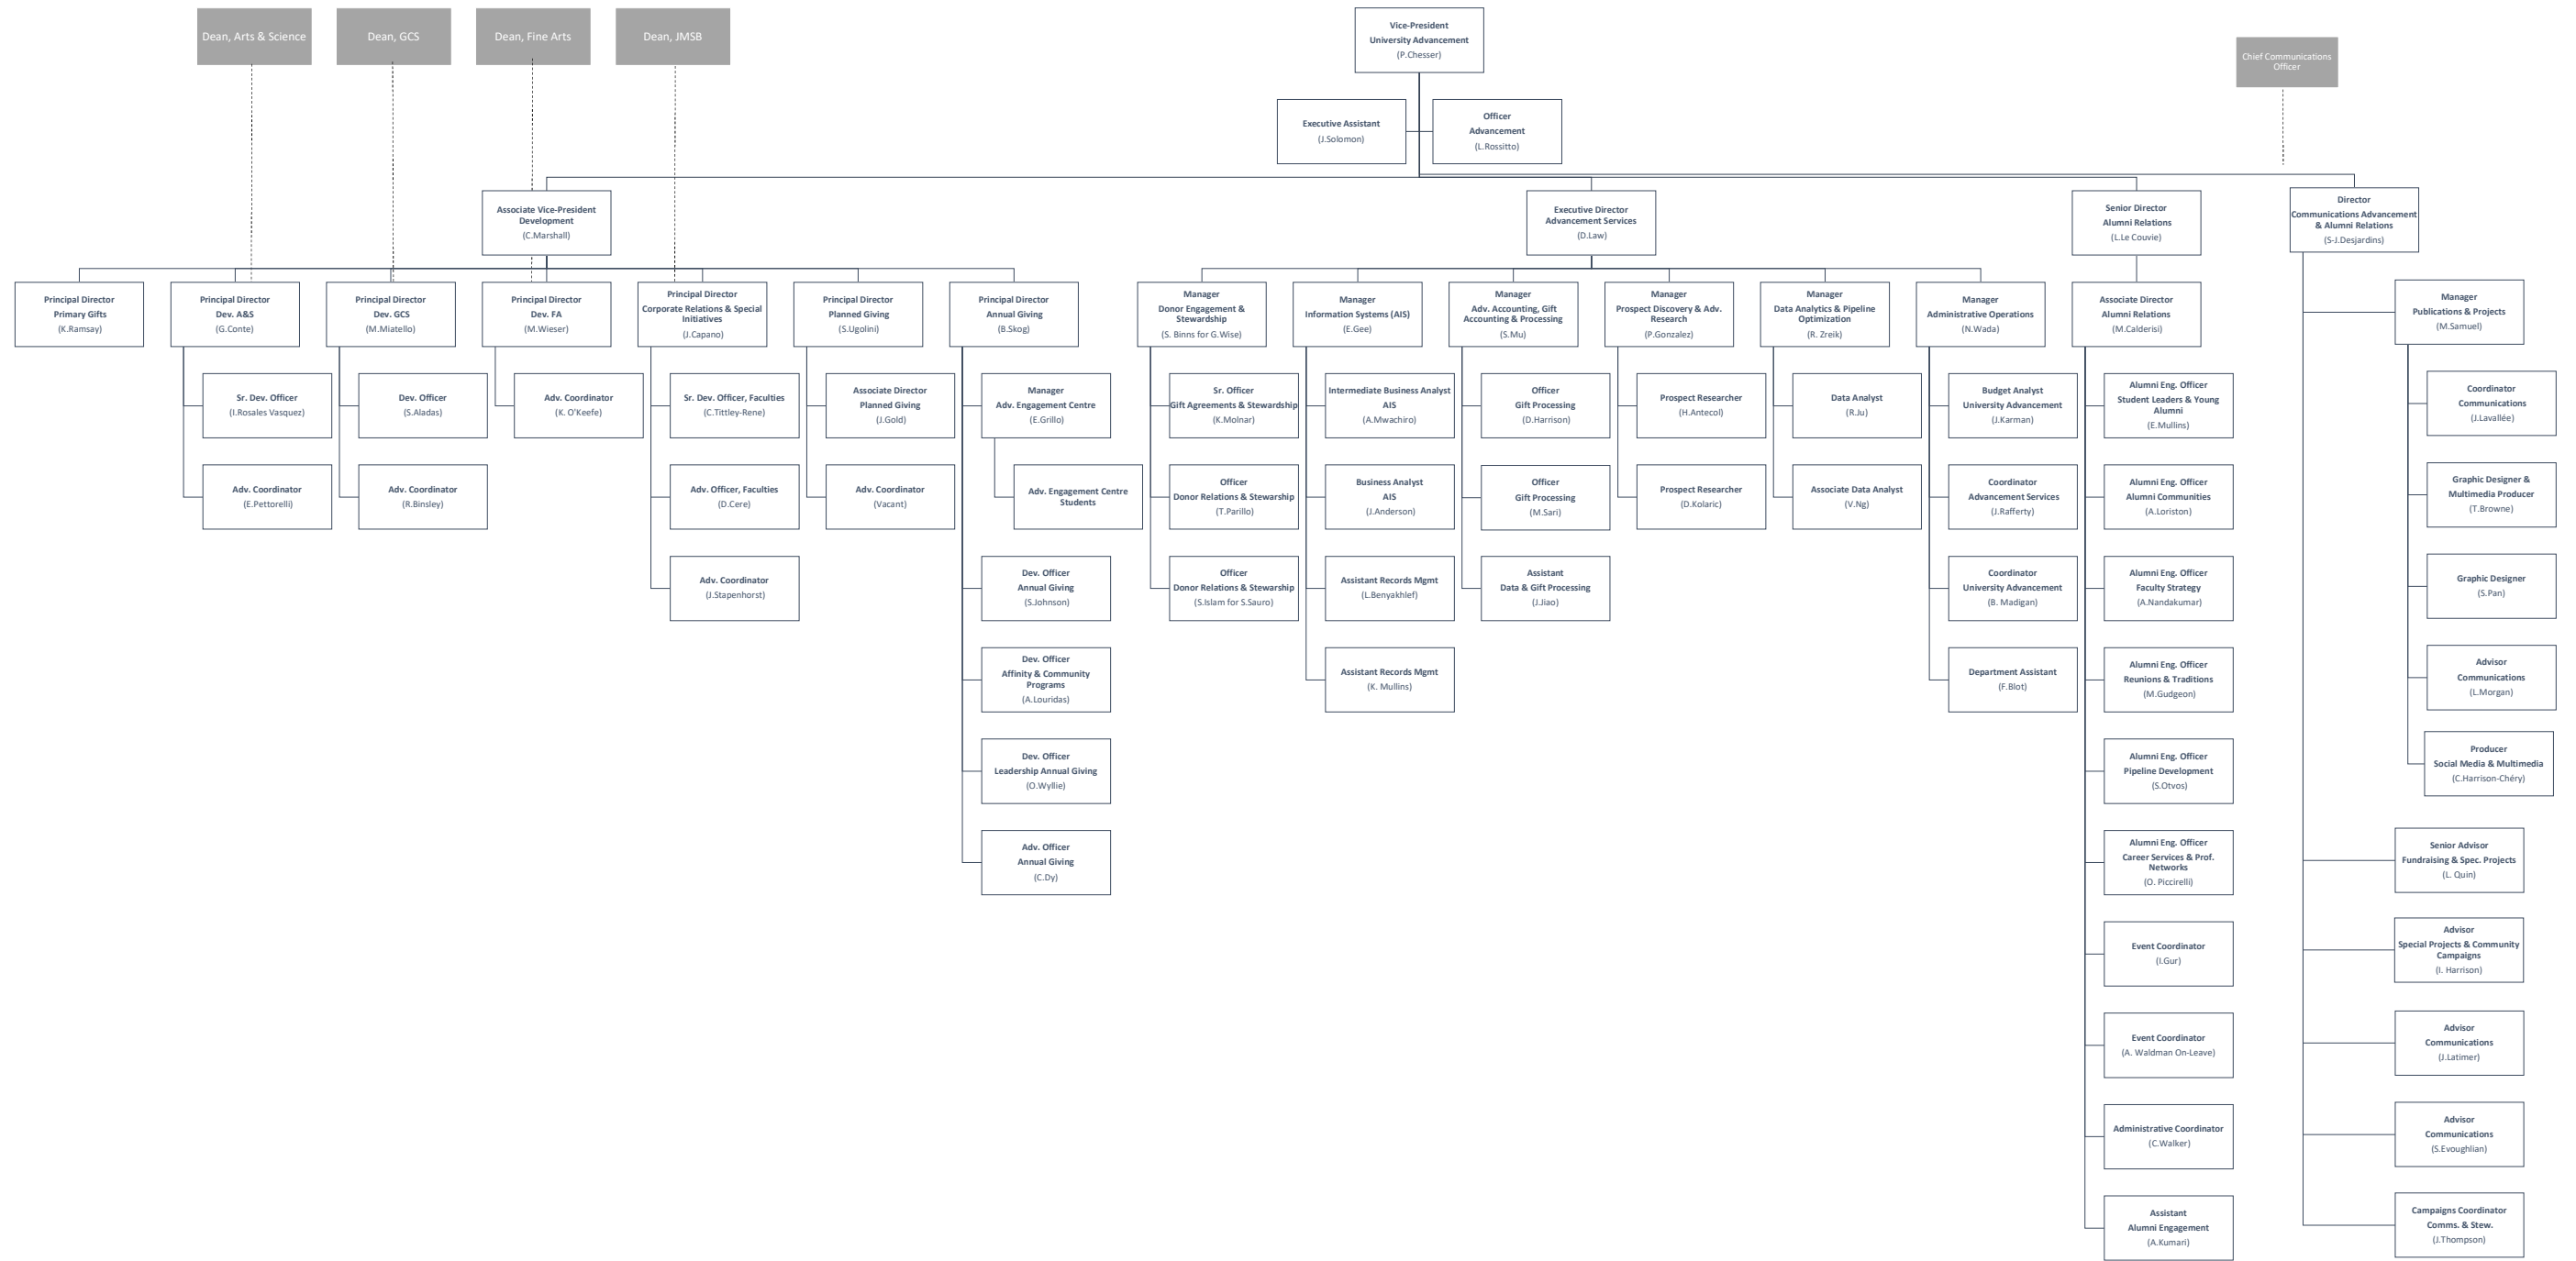 Dean, Arts & Science
Dean, GCS
Dean, Fine Arts
Dean, JMSB
Vice-President
University Advancement
(P.Chesser)
Chief Communications
Officer
Executive Assistant
(J.Solomon)
Officer
Advancement
(L.Rossitto)
Associate Vice-President
Development
(C.Marshall)
Executive Director
Advancement Services
(D.Law)
Senior Director
Alumni Relations
(L.Le Couvie)
Director
Communications Advancement
& Alumni Relations
(S-J.Desjardins)
Principal Director
Primary Gifts
(K.Ramsay)
Principal Director
Dev. A&S
(G.Conte)
Principal Director
Dev. GCS
(M.Miatello)
Principal Director
Dev. FA
(M.Wieser)
Principal Director
Corporate Relations & Special
Initiatives
(J.Capano)
Principal Director
Planned Giving
(S.Ugolini)
Principal Director
Annual Giving
(B.Skog)
Manager
Donor Engagement &
Stewardship
(S. Binns for G.Wise)
Manager
Information Systems (AIS)
(E.Gee)
Manager
Adv. Accounting, Gift
Accounting & Processing
(S.Mu)
Manager
Prospect Discovery & Adv.
Research
(P.Gonzalez)
Manager
Data Analytics & Pipeline
Optimization
(R. Zreik)
Manager
Administrative Operations
(N.Wada)
Associate Director
Alumni Relations
(M.Calderisi)
Manager
Publications & Projects
(M.Samuel)
Sr. Dev. Officer
(I.Rosales Vasquez)
Dev. Officer
(S.Aladas)
Adv. Coordinator
(K. O'Keefe)
Sr. Dev. Officer, Faculties
(C.Tittley-Rene)
Associate Director
Planned Giving
(J.Gold)
Manager
Adv. Engagement Centre
(E.Grillo)
Sr. Officer
Gift Agreements & Stewardship
(K.Molnar)
Intermediate Business Analyst
AIS
(A.Mwachiro)
Officer
Gift Processing
(D.Harrison)
Prospect Researcher
(H.Antecol)
Data Analyst
(R.Ju)
Budget Analyst
University Advancement
(J.Karman)
Alumni Eng. Officer
Student Leaders & Young
Alumni
(E.Mullins)
Coordinator
Communications
(J.Lavallée)
Adv. Coordinator
(E.Pettorelli)
Adv. Coordinator
(R.Binsley)
Adv. Officer, Faculties
(D.Cere)
Adv. Coordinator
(Vacant)
Adv. Engagement Centre
Students
Officer
Donor Relations & Stewarship
(T.Parillo)
Business Analyst
AIS
(J.Anderson)
Officer
Gift Processing
(M.Sari)
Prospect Researcher
(D.Kolaric)
Associate Data Analyst
(V.Ng)
Coordinator
Advancement Services
(J.Rafferty)
Alumni Eng. Officer
Alumni Communities
(A.Loriston)
Graphic Designer &
Multimedia Producer
(T.Browne)
Adv. Coordinator
(J.Stapenhorst)
Dev. Officer
Annual Giving
(S.Johnson)
Officer
Donor Relations & Stewarship
(S.Islam for S.Sauro)
Assistant Records Mgmt
(L.Benyakhlef)
Assistant
Data & Gift Processing
(J.Jiao)
Coordinator
University Advancement
(B. Madigan)
Alumni Eng. Officer
Faculty Strategy
(A.Nandakumar)
Graphic Designer
(S.Pan)
Dev. Officer
Affinity & Community
Programs
(A.Louridas)
Assistant Records Mgmt
(K. Mullins)
Department Assistant
(F.Blot)
Alumni Eng. Officer
Reunions & Traditions
(M.Gudgeon)
Advisor
Communications
(L.Morgan)
Dev. Officer
Leadership Annual Giving
(O.Wyllie)
Alumni Eng. Officer
Pipeline Development
(S.Otvos)
Producer
Social Media & Multimedia
(C.Harrison-Chéry)
Adv. Officer
Annual Giving
(C.Dy)
Alumni Eng. Officer
Career Services & Prof.
Networks
(O. Piccirelli)
Senior Advisor
Fundraising & Spec. Projects
(L. Quin)
Event Coordinator
(I.Gur)
Advisor
Special Projects & Community
Campaigns
(I. Harrison)
Event Coordinator
(A. Waldman On-Leave)
Advisor
Communications
(J.Latimer)
Administrative Coordinator
(C.Walker)
Advisor
Communications
(S.Evoughlian)
Assistant
Alumni Engagement
(A.Kumari)
Campaigns Coordinator
Comms. & Stew.
(J.Thompson)